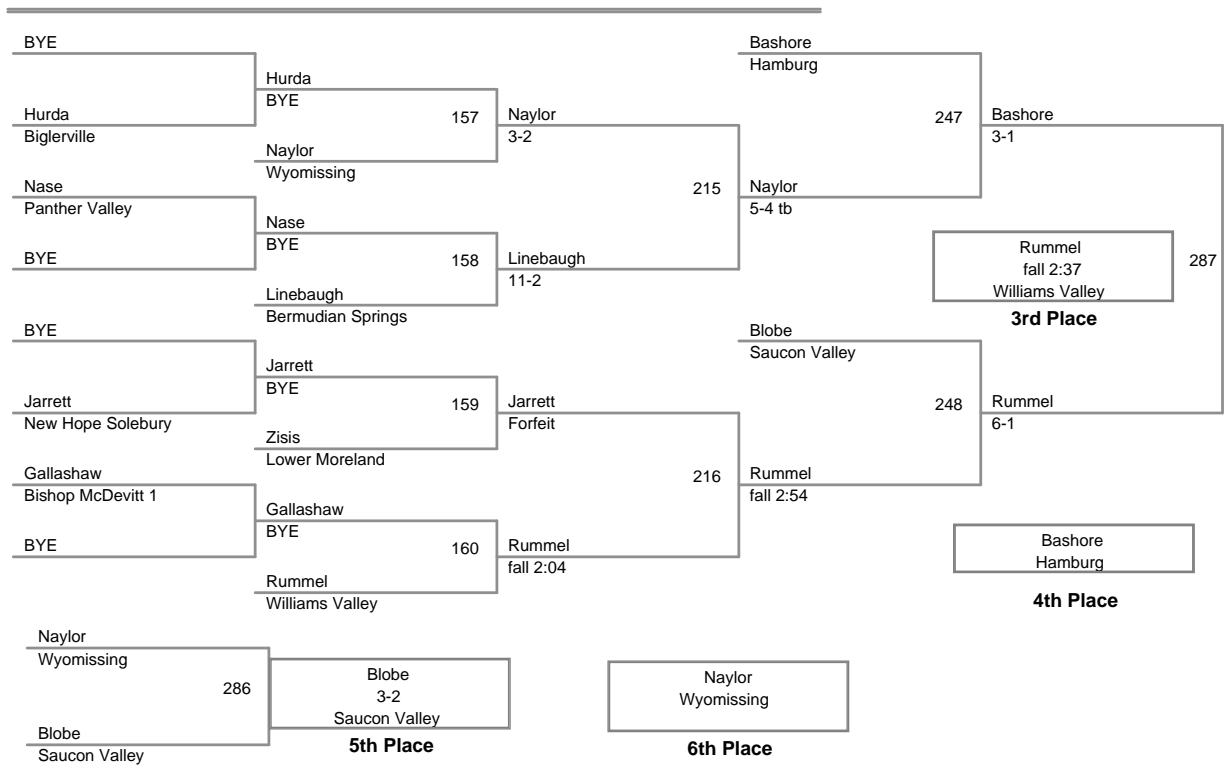 BYE
Hurda
Biglerville
Nase
Panther Valley
BYE
BYE
Jarrett
New Hope Solebury
Gallashaw
Bishop McDevitt 1
BYE
Hurda
BYE
157
Naylor
Wyomissing
Nase
BYE
158
Linebaugh
Bermudian Springs
Jarrett
BYE
159
Zisis
Lower Moreland
Gallashaw
BYE
160
Rummel
Williams Valley
Naylor
3-2
215
Linebaugh
11-2
Jarrett
Forfeit
216
Rummel
fall 2:04
Bashore
Hamburg
247
Naylor
5-4 tb
Blobe
Saucon Valley
248
Rummel
fall 2:54
Bashore
3-1
287
Rummel
6-1
Rummel
fall 2:37
Williams Valley
3rd Place
Bashore
Hamburg
4th Place
Naylor
Wyomissing
286
Blobe
Saucon Valley
Blobe
3-2
Saucon Valley
5th Place
Naylor
Wyomissing
6th Place